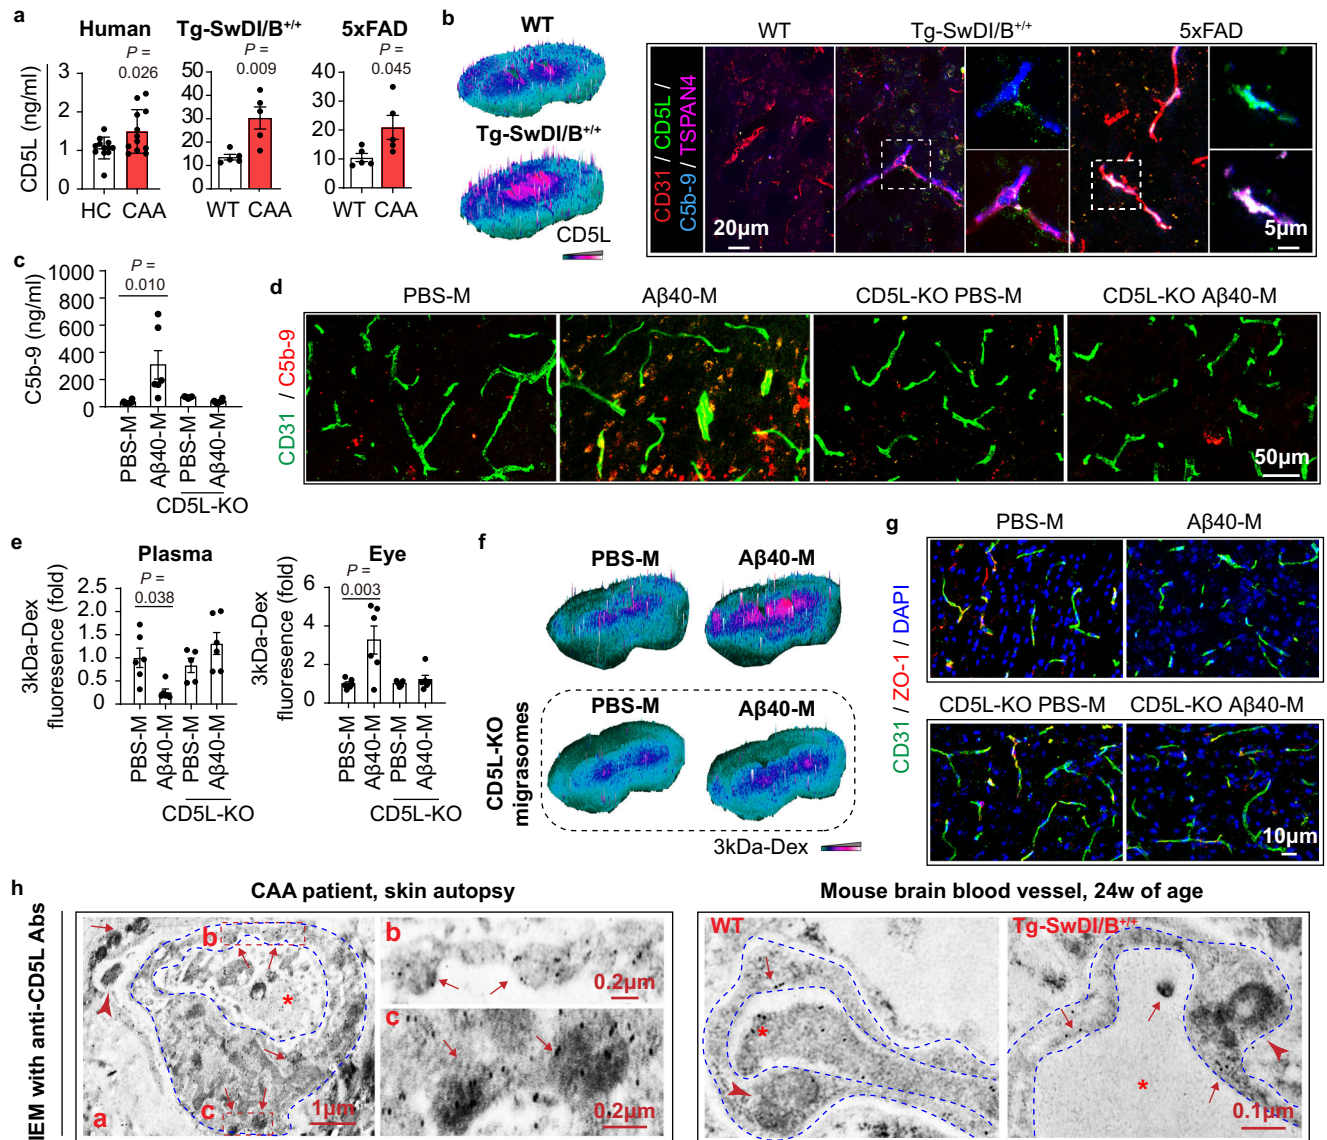 a
Human
Tg-SwDI/B+/+
5xFAD
P =
0.026
P =
0.009
P =
0.045
CD5L (ng/ml)
3
2
1
0
50
40
30
20
10
0
40
30
20
10
0
HC CAA
WT CAA
WT CAA
b
WT
Tg-SwDI/B+/+
CD5L
WT
Tg-SwDI/B+/+
5xFAD
CD31 / CD5L /
C5b-9 / TSPAN4
20µm
5µm
c
C5b-9 (ng/ml)
1000
800
600
400
200
0
P =
0.010
PBS-M
Aβ40-M
PBS-M
Aβ40-M
CD5L-KO
d
PBS-M
Aβ40-M
CD5L-KO PBS-M
CD5L-KO Aβ40-M
CD31 / C5b-9
50µm
e
Plasma
3kDa-Dex
fluoresence (fold)
2.5
2.0
1.5
1.0
0.5
0
P =
0.038
PBS-M
Aβ40-M
PBS-M
Aβ40-M
CD5L-KO
Eye
3kDa-Dex
fluoresence (fold)
6
4
2
0
P =
0.003
PBS-M
Aβ40-M
PBS-M
Aβ40-M
CD5L-KO
f
PBS-M
Aβ40-M
CD5L-KO
migrasomes
PBS-M
Aβ40-M
3kDa-Dex
g
PBS-M
Aβ40-M
CD5L-KO PBS-M
CD5L-KO Aβ40-M
CD31 / ZO-1 / DAPI
10µm
h
CAA patient, skin autopsy
Mouse brain blood vessel, 24w of age
IEM with anti-CD5L Abs
b
*
a
c
1µm
b
0.2µm
c
0.2µm
WT
*
Tg-SwDI/B+/+
*
0.1µm